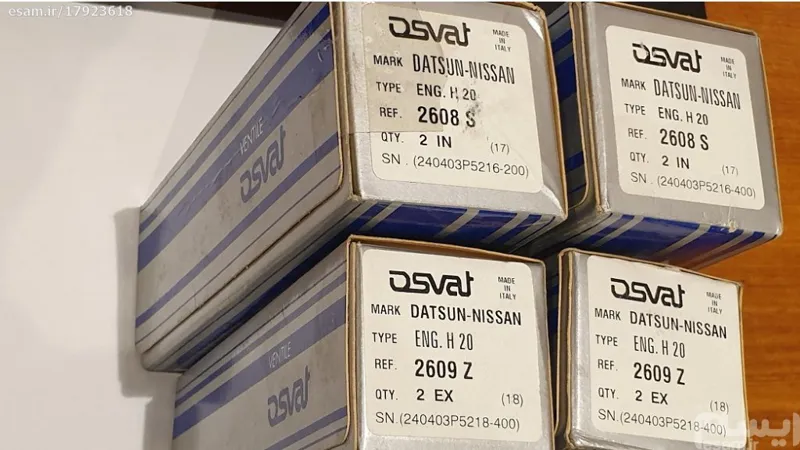 esam.ir/17923618
osvat
MADE
IN
ITALY
MARK DATSUN-NISSAN
TYPE ENG. H 20
REF. 2608 S
QTY. 2 IN (17)
SN .(240403P5216-200)
osvat
MADE
IN
ITALY
MARK DATSUN-NISSAN
TYPE ENG. H 20
REF. 2608 S
QTY. 2 IN (17)
SN . (240403P5216-400)
VENTILE
osvat
osvat
MADE
IN
ITALY
MARK DATSUN-NISSAN
TYPE ENG. H 20
REF. 2609 Z
QTY. 2 EX (18)
SN.(240403P5218-400)
osvat
MADE
IN
ITALY
MARK DATSUN-NISSAN
TYPE ENG. H 20
REF. 2609 Z
QTY. 2 EX (18)
SN.(240403P5218-400)
VENTILE
osvat
ایسام
esam.ir